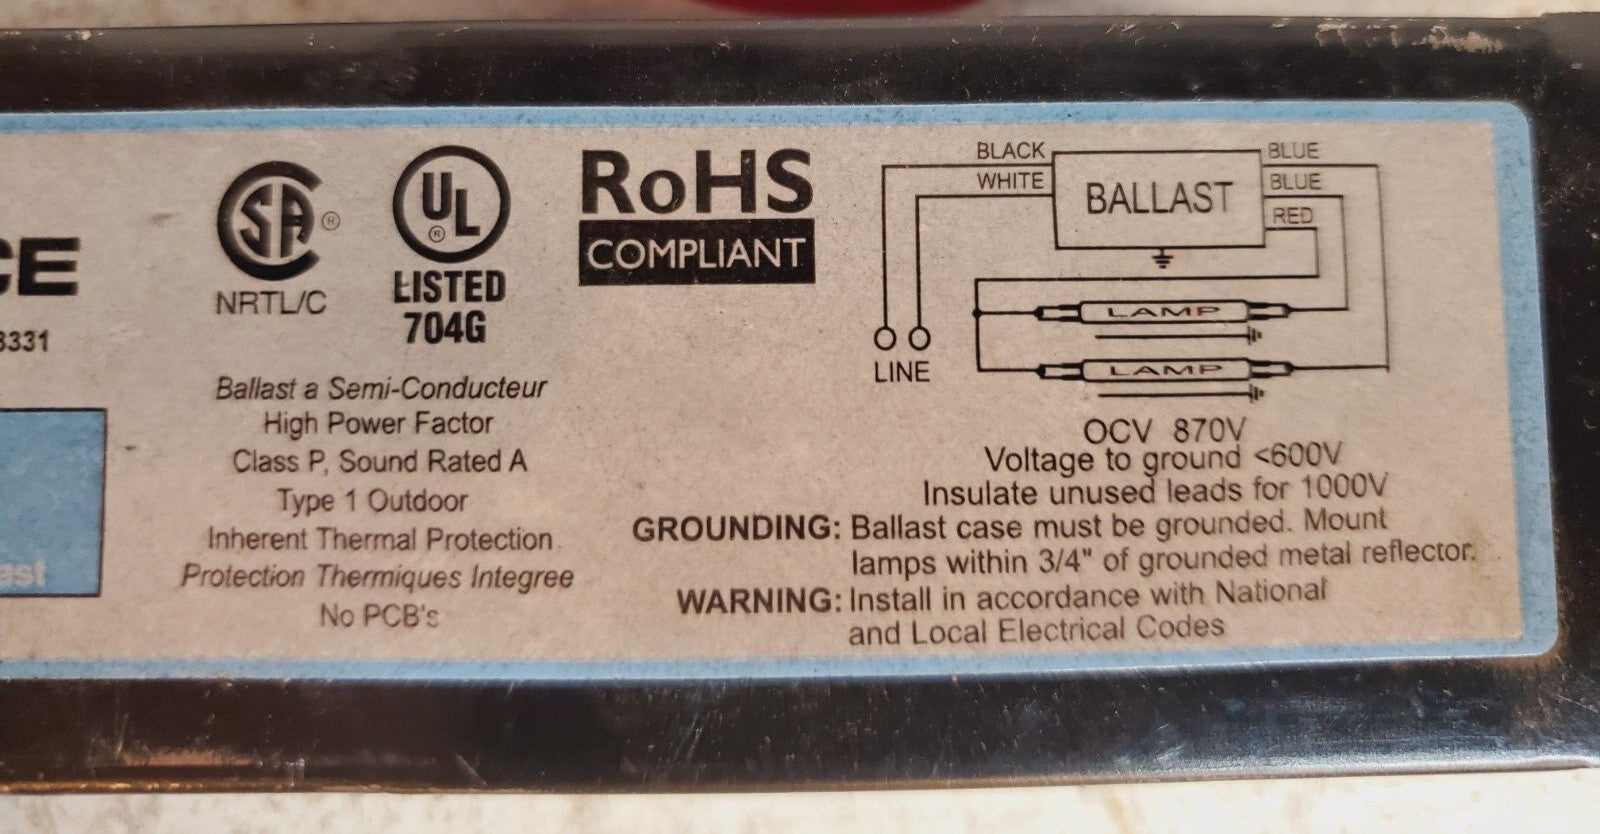 CE
3331
ast
SA ®
NRTL/C
UL ®
LISTED
704G
RoHS
COMPLIANT
Ballast a Semi-Conducteur
High Power Factor
Class P, Sound Rated A
Type 1 Outdoor
Inherent Thermal Protection
Protection Thermiques Integree
No PCB's
BLACK
WHITE
BALLAST
BLUE
BLUE
RED
LAMP
LAMP
LINE
OCV 870V
Voltage to ground <600V
Insulate unused leads for 1000V
GROUNDING: Ballast case must be grounded. Mount
lamps within 3/4" of grounded metal reflector.
WARNING: Install in accordance with National
and Local Electrical Codes